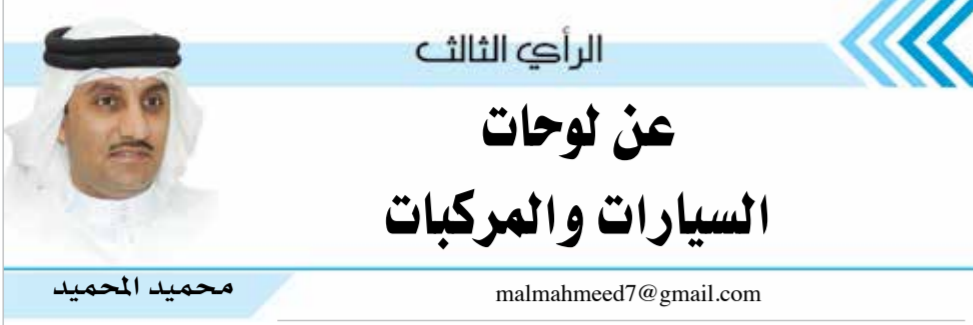 الرأي الثالث
عن لوحات
السيارات والمركبات
محميد المحميد
malmahmeed7@gmail.com